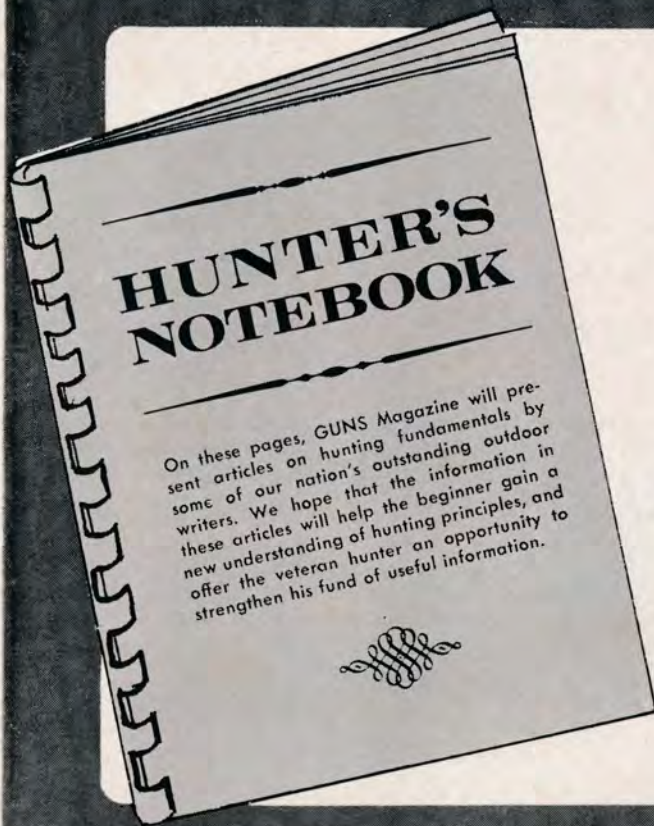 HUNTER'S
NOTEBOOK
On these pages, GUNS Magazine will pre-
sent articles on hunting fundamentals by
some of our nation's outstanding outdoor
writers. We hope that the information in
these articles will help the beginner gain a
new understanding of hunting principles, and
offer the veteran hunter an opportunity to
strengthen his fund of useful information.